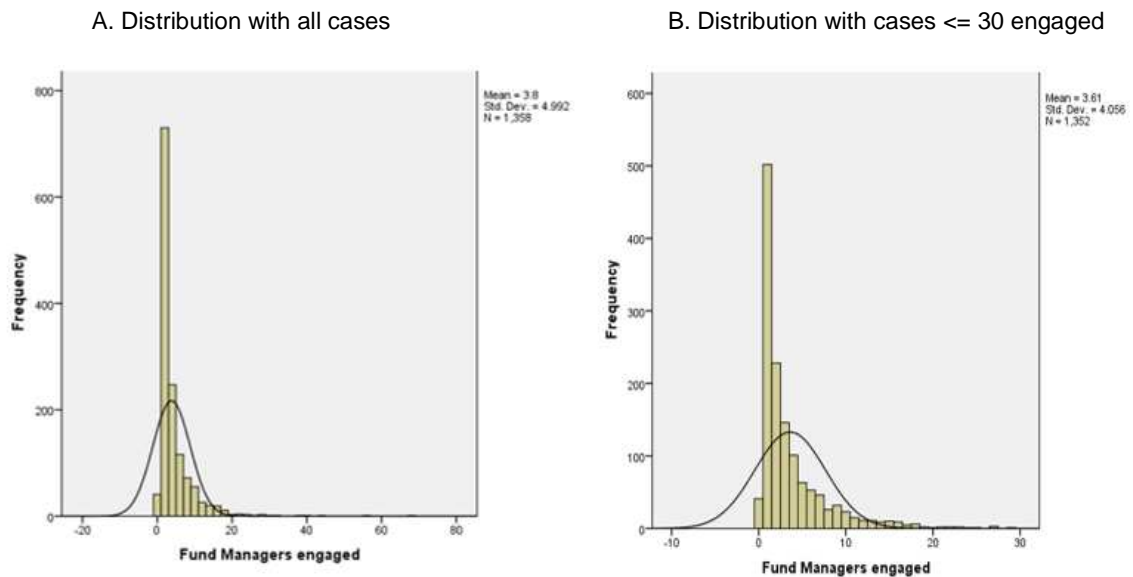 A. Distribution with all cases
B. Distribution with cases <= 30 engaged
Mean = 3.8
Std. Dev. = 4.992
N = 1,358
800
600
400
200
0
-20
0
20
40
60
80
Frequency
Fund Managers engaged
Mean = 3.61
Std. Dev. = 4.056
N = 1,352
600
500
400
300
200
100
0
-10
0
10
20
30
Frequency
Fund Managers engaged